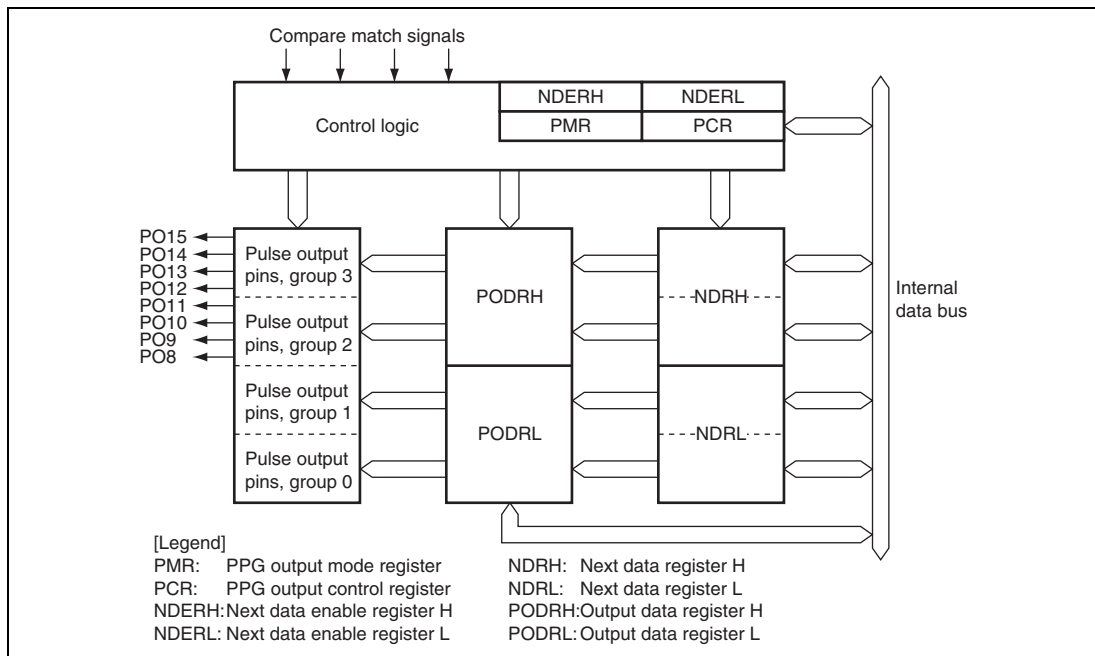 Compare match signals
NDERH NDERL
Control logic PMR PCR
PO15
PO14
PO13
PO12
PO11
PO10
PO9
PO8
Pulse output
pins, group 3
Pulse output
pins, group 2
Pulse output
pins, group 1
Pulse output
pins, group 0
PODRH
PODRL
NDRH
NDRL
Internal
data bus
[Legend]
PMR: PPG output mode register
PCR: PPG output control register
NDERH: Next data enable register H
NDERL: Next data enable register L
NDRH: Next data register H
NDRL: Next data register L
PODRH: Output data register H
PODRL: Output data register L